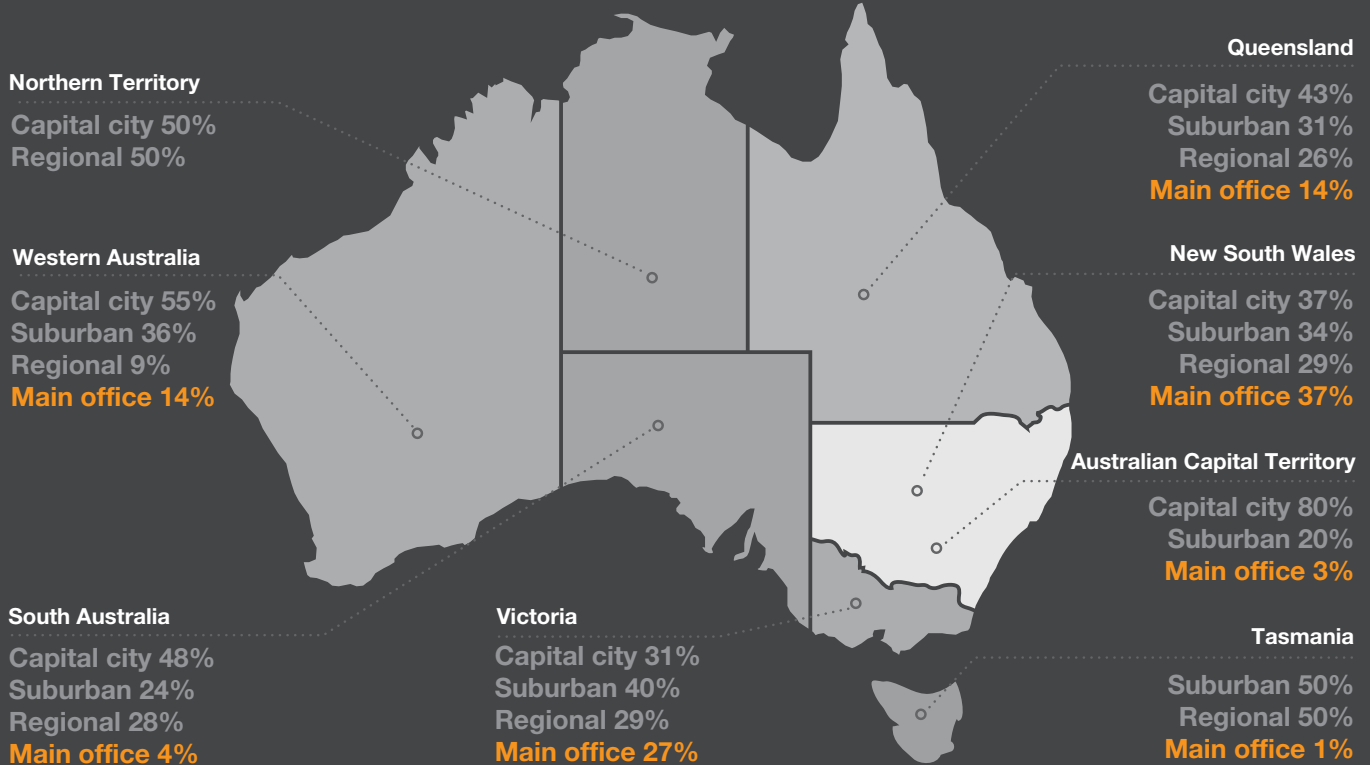 Northern Territory
Capital city 50%
Regional 50%
Western Australia
Capital city 55%
Suburban 36%
Regional 9%
Main office 14%
South Australia
Capital city 48%
Suburban 24%
Regional 28%
Main office 4%
Victoria
Capital city 31%
Suburban 40%
Regional 29%
Main office 27%
Queensland
Capital city 43%
Suburban 31%
Regional 26%
Main office 14%
New South Wales
Capital city 37%
Suburban 34%
Regional 29%
Main office 37%
Australian Capital Territory
Capital city 80%
Suburban 20%
Main office 3%
Tasmania
Suburban 50%
Regional 50%
Main office 1%